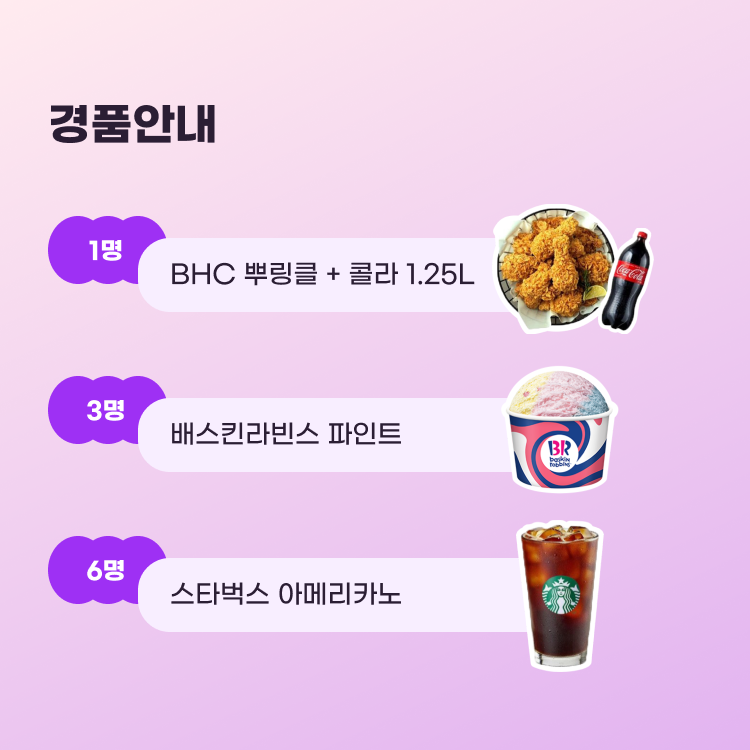 경품안내
1명
BHC 뿌링클 + 콜라 1.25L
Coca-Cola
3명
배스킨라빈스 파인트
BR
baskin
robbins
6명
스타벅스 아메리카노